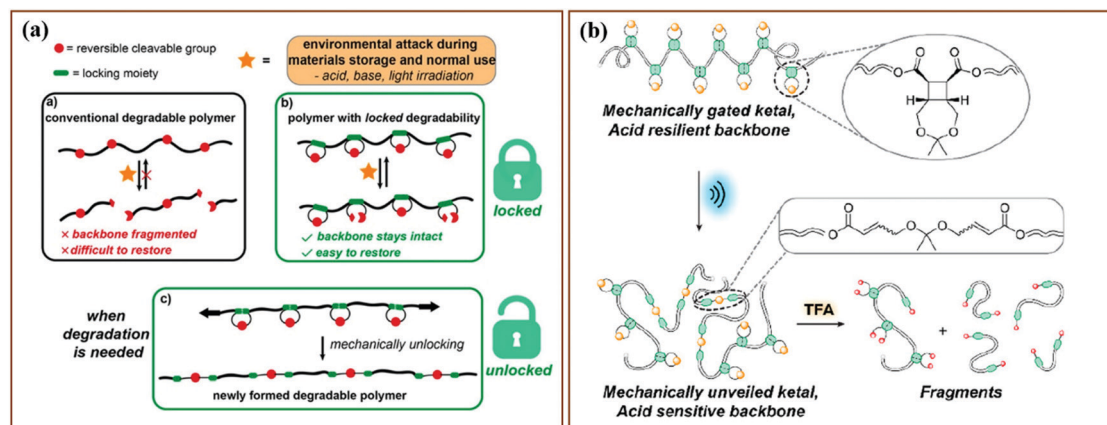 (a)
= reversible cleavable group
= locking moiety
=
environmental attack during
materials storage and normal use
- acid, base, light irradiation
a)
conventional degradable polymer
× backbone fragmented
× difficult to restore
b)
polymer with locked degradability
✓ backbone stays intact
✓ easy to restore
locked
when
degradation
is needed
c)
mechanically unlocking
newly formed degradable polymer
unlocked
(b)
Mechanically gated ketal,
Acid resilient backbone
O O
O O
H H
O O
O O
O O
O O
TFA
+
Mechanically unveiled ketal,
Acid sensitive backbone
Fragments